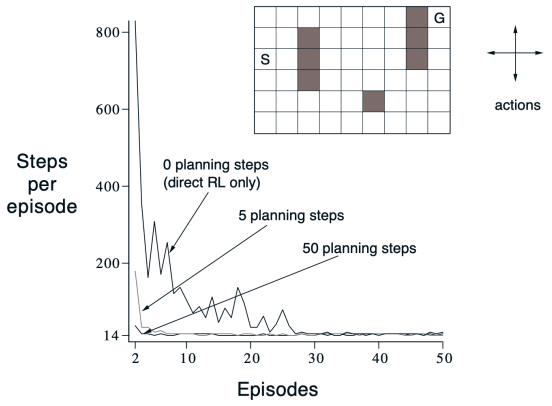 800
600
400
200
14
2
10
20
30
40
50
Steps
per
episode
Episodes
0 planning steps
(direct RL only)
5 planning steps
50 planning steps
G
S
actions